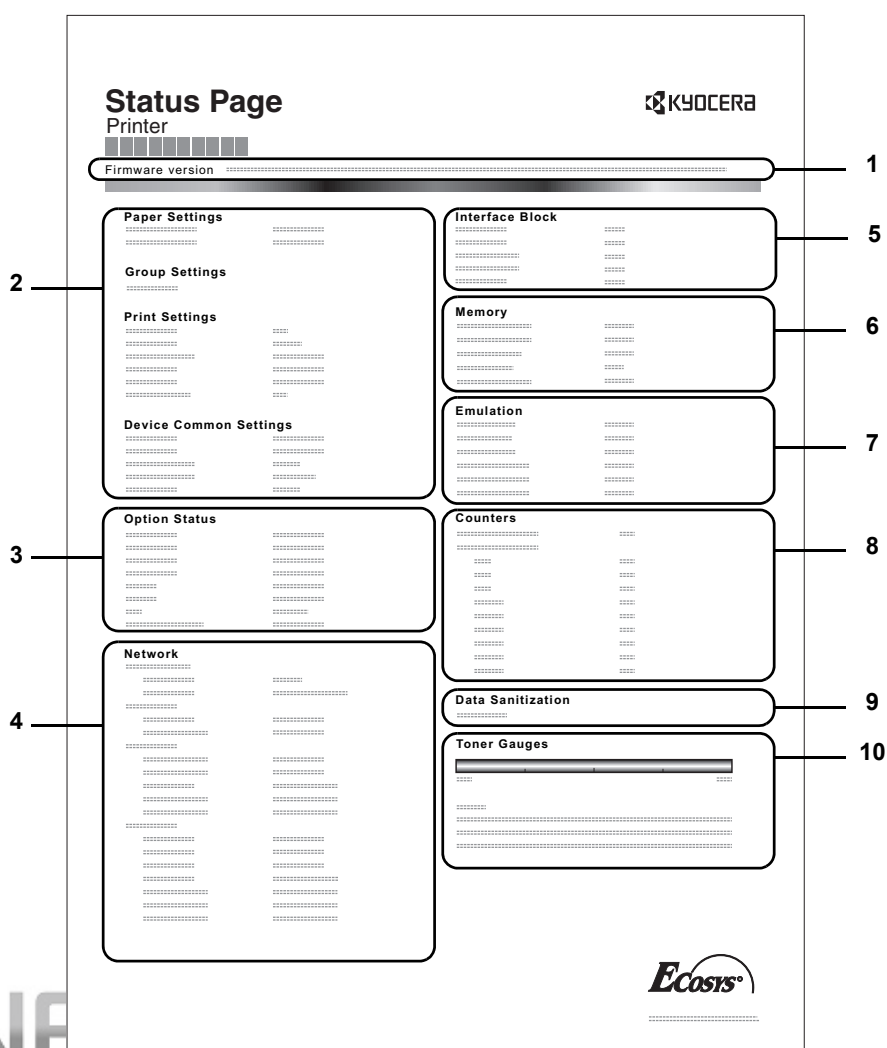 Status Page
KYOCERA
Printer
Firmware version
1
Paper Settings
Group Settings
Print Settings
Device Common Settings
2
Option Status
3
Network
4
Interface Block
5
Memory
6
Emulation
7
Counters
8
Data Sanitization
9
Toner Gauges
10
ECOSYS